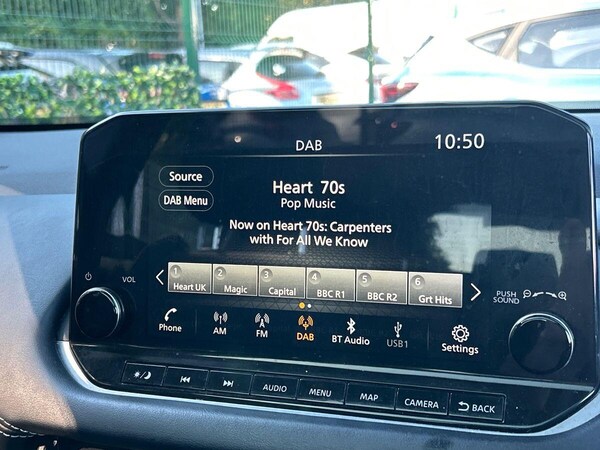 DAB
10:50
Source
Heart 70s
Pop Music
DAB Menu
Now on Heart 70s: Carpenters
with For All We Know
1 Heart UK
2 Magic
3 Capital
4 BBC R1
5 BBC R2
6 Grt Hits
VOL
PUSH
SOUND
Phone
AM
FM
DAB
BT Audio
USB1
Settings
AUDIO
MENU
MAP
CAMERA
BACK